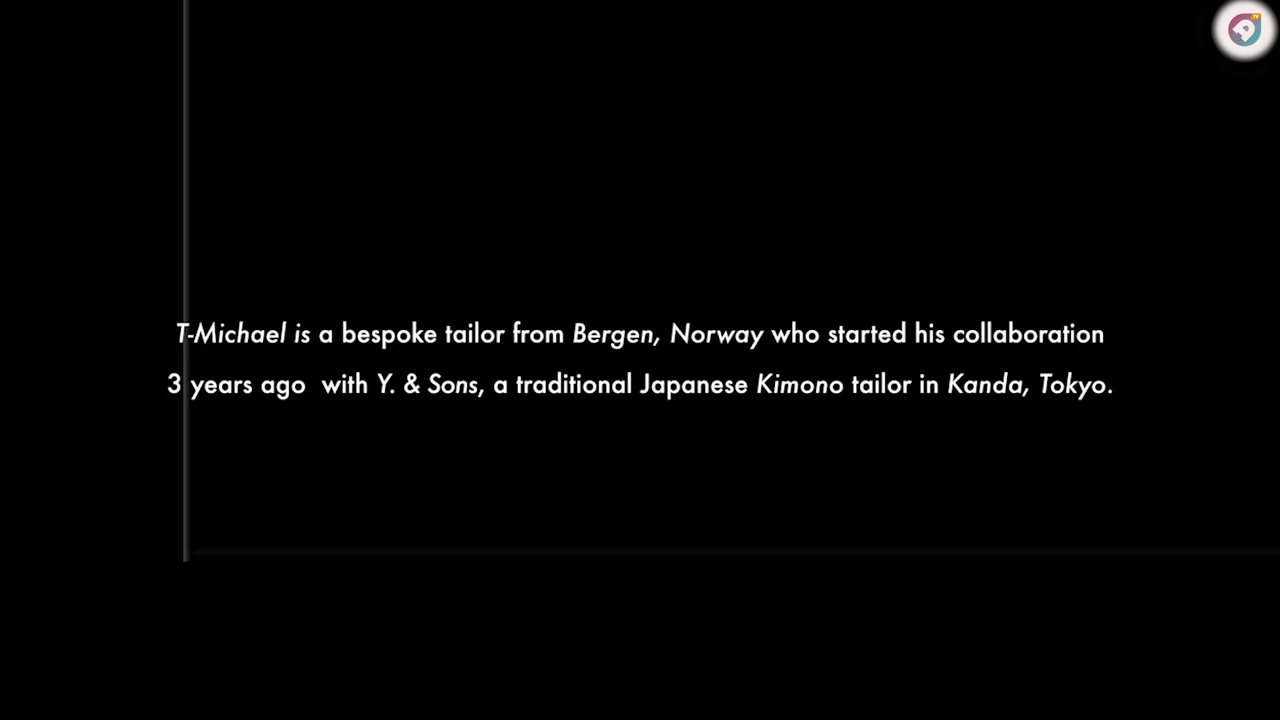 T-Michael is a bespoke tailor from Bergen, Norway who started his collaboration
3 years ago with Y. & Sons, a traditional Japanese Kimono tailor in Kanda, Tokyo.